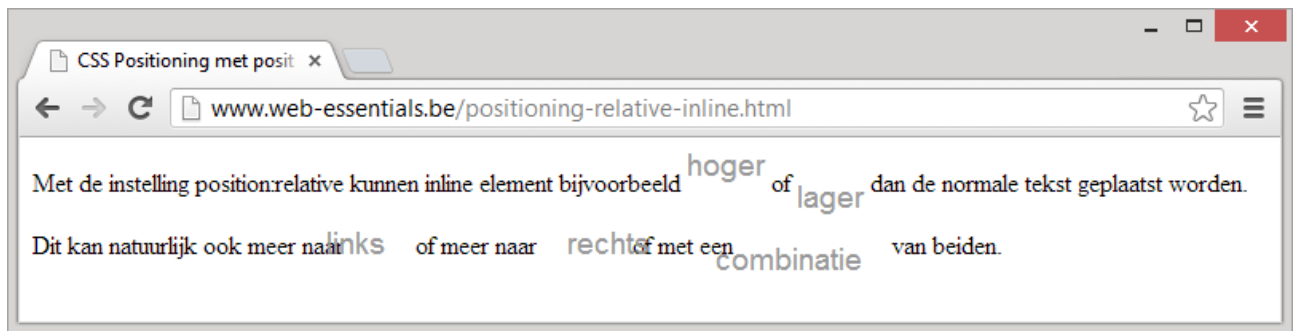 CSS Positioning met posit
www.web-essentials.be/positioning-relative-inline.html
Met de instelling position:relative kunnen inline element bijvoorbeeld hoger of lager dan de normale tekst geplaatst worden.
Dit kan natuurlijk ook meer naar links of meer naar rechts of met een combinatie van beiden.